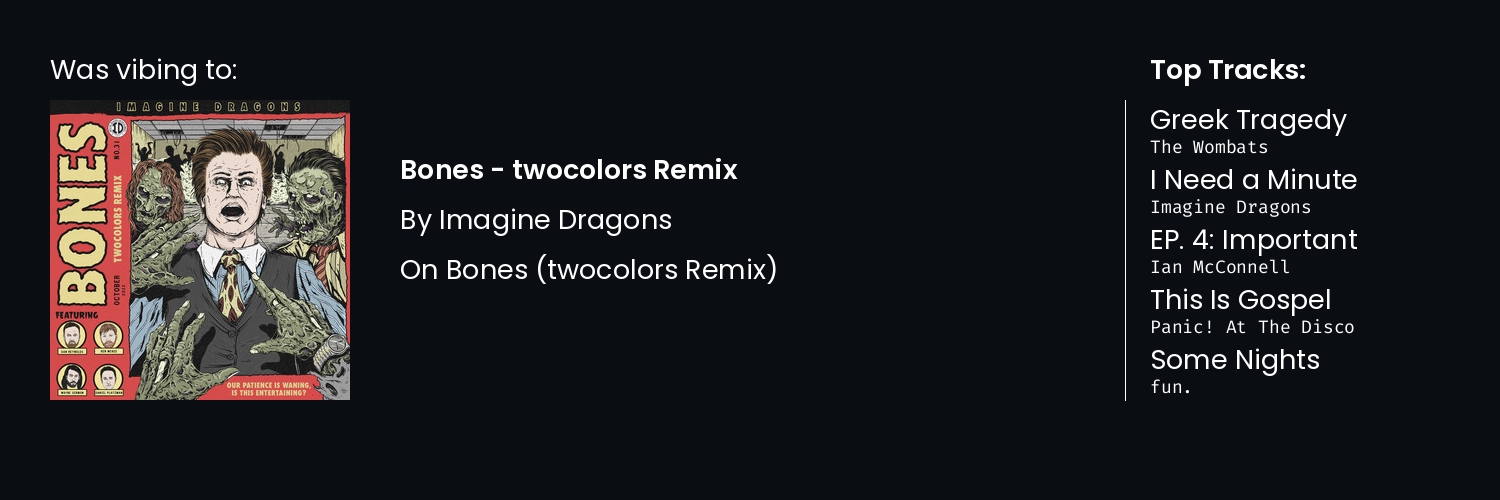 Was vibing to:
IMAGINE DRAGONS
BONES
NO.31
TWOCOLORS REMIX
OCTOBER
FEATURING
DAN REYNOLDS
BEN MCKEE
WAYNE SERMON
DANIEL PLATZMAN
OUR PATIENCE IS WANING,
IS THIS ENTERTAINING?
Bones - twocolors Remix
By Imagine Dragons
On Bones (twocolors Remix)
Top Tracks:
Greek Tragedy
The Wombats
I Need a Minute
Imagine Dragons
EP. 4: Important
Ian McConnell
This Is Gospel
Panic! At The Disco
Some Nights
fun.